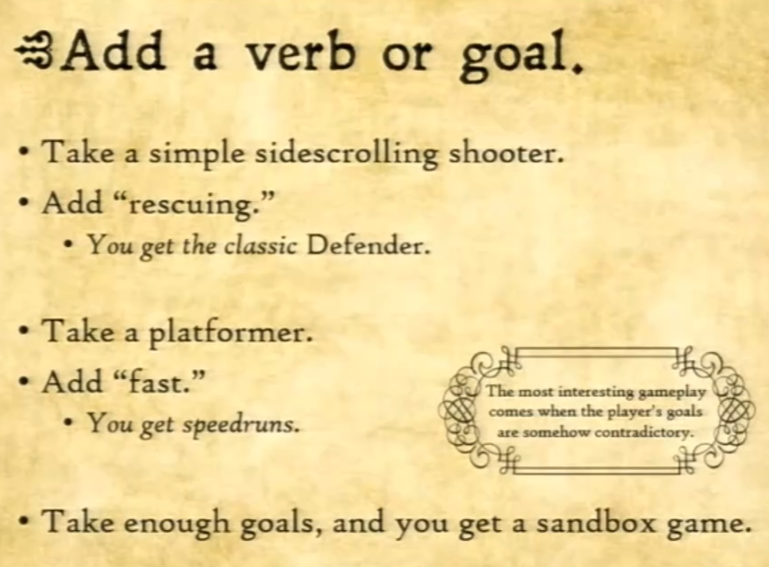 Add a verb or goal.
• Take a simple sidescrolling shooter.
• Add “rescuing.”
• You get the classic Defender.
• Take a platformer.
• Add “fast.”
• You get speedruns.
The most interesting gameplay
comes when the player's goals
are somehow contradictory.
• Take enough goals, and you get a sandbox game.